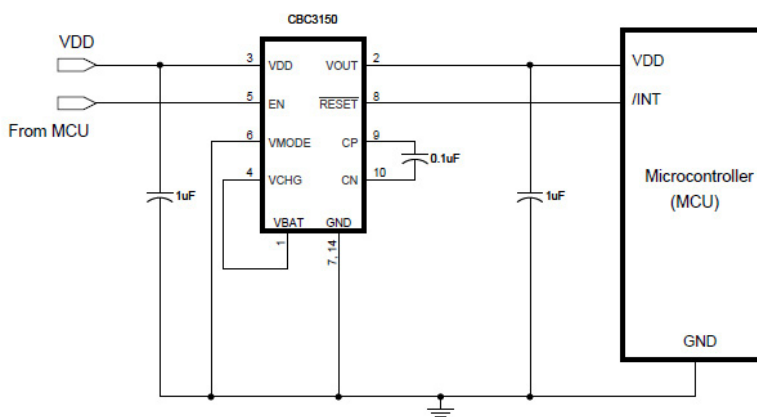 CBC3150
VDD
3 VDD VOUT 2
VDD
5 EN RESET 8
/INT
From MCU
6 VMODE CP 9
0.1uF
4 VCHG CN 10
1uF
1uF
Microcontroller
(MCU)
VBAT GND
1
7, 14
GND